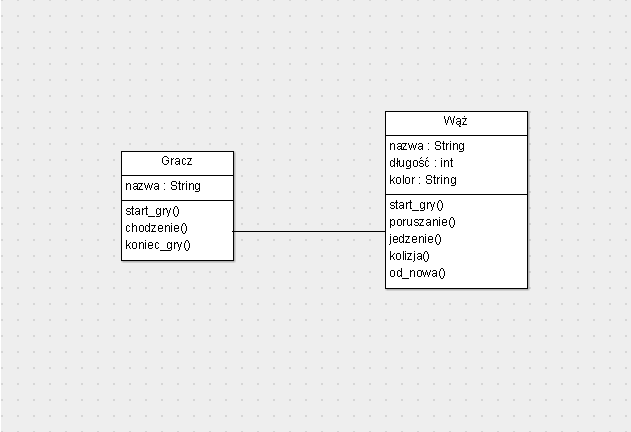 Gracz
nazwa : String
start_gry()
chodzenie()
koniec_gry()
Wąż
nazwa : String
długość : int
kolor : String
start_gry()
poruszanie()
jedzenie()
kolizja()
od_nowa()